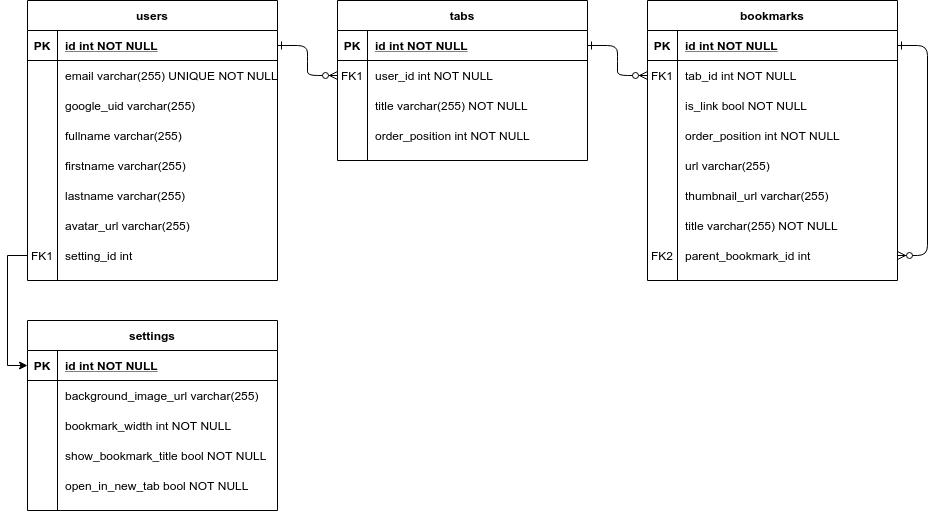 users
PK id int NOT NULL
email varchar(255) UNIQUE NOT NULL
google_uid varchar(255)
fullname varchar(255)
firstname varchar(255)
lastname varchar(255)
avatar_url varchar(255)
FK1 setting_id int
tabs
PK id int NOT NULL
FK1 user_id int NOT NULL
title varchar(255) NOT NULL
order_position int NOT NULL
bookmarks
PK id int NOT NULL
FK1 tab_id int NOT NULL
is_link bool NOT NULL
order_position int NOT NULL
url varchar(255)
thumbnail_url varchar(255)
title varchar(255) NOT NULL
FK2 parent_bookmark_id int
settings
PK id int NOT NULL
background_image_url varchar(255)
bookmark_width int NOT NULL
show_bookmark_title bool NOT NULL
open_in_new_tab bool NOT NULL